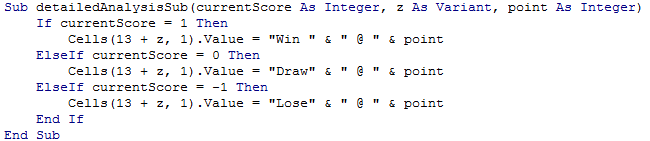 Sub detailedAnalysisSub(currentScore As Integer, z As Variant, point As Integer)
    If currentScore = 1 Then
        Cells(13 + z, 1).Value = "Win " & " @ " & point
    ElseIf currentScore = 0 Then
        Cells(13 + z, 1).Value = "Draw" & " @ " & point
    ElseIf currentScore = -1 Then
        Cells(13 + z, 1).Value = "Lose" & " @ " & point
    End If
End Sub